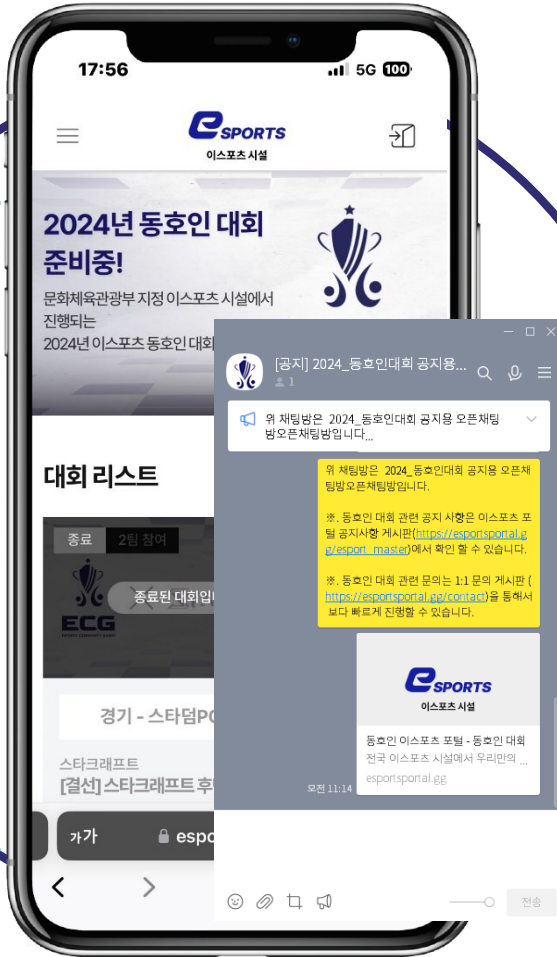 17:56
5G 100
e SPORTS
이스포츠 시설
2024년 동호인 대회
준비중!
문화체육관광부 지정 이스포츠 시설에서
진행되는
2024년 이스포츠 동호인 대회
대회 리스트
종료
2팀 참여
종료된 대회입
ECG
경기 - 스타덤PC
스타크래프트
[결선] 스타크래프트 후
가가
espo
[공지] 2024_동호인대회 공지용...
1
위 채팅방은 2024_동호인대회 공지용 오픈채팅
방오픈채팅방입니다...
위 채팅방은 2024_동호인대회 공지용 오픈채
팅방오픈채팅방입니다.
※. 동호인 대회 관련 공지 사항은 이스포츠 포
털 공지사항 게시판(https://esportsportal.g
g/esport_master)에서 확인 할 수 있습니다.
※. 동호인 대회 관련 문의는 1:1 문의 게시판 (
https://esportsportal.gg/contact)을 통해서
보다 빠르게 진행할 수 있습니다.
e SPORTS
이스포츠 시설
동호인 이스포츠 포털 - 동호인 대회
전국 이스포츠 시설에서 우리만의 ...
esportsportal.gg
오전 11:14
전송